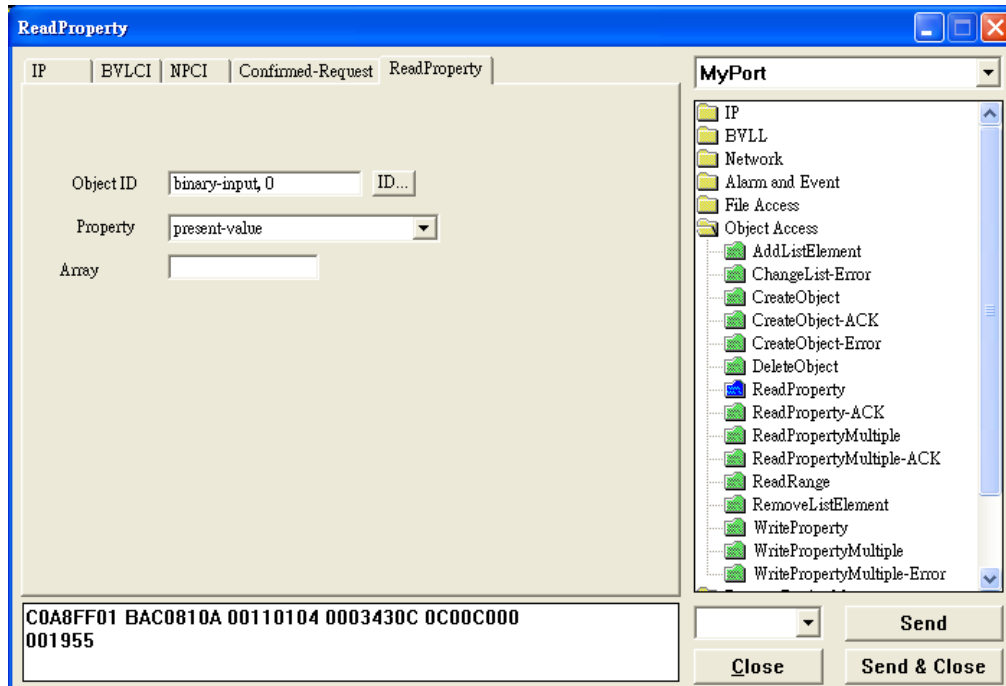 ReadProperty
IP BVLCI NPCI Confirmed-Request ReadProperty
Object ID binary-input, 0 ID...
Property present-value
Array
MyPort
IP
BVLL
Network
Alarm and Event
File Access
Object Access
AddListElement
ChangeList-Error
CreateObject
CreateObject-ACK
CreateObject-Error
DeleteObject
ReadProperty
ReadProperty-ACK
ReadPropertyMultiple
ReadPropertyMultiple-ACK
ReadRange
RemoveListElement
WriteProperty
WritePropertyMultiple
WritePropertyMultiple-Error
C0A8FF01 BAC0810A 00110104 0003430C 0C00C000
001955
Send
Close Send & Close